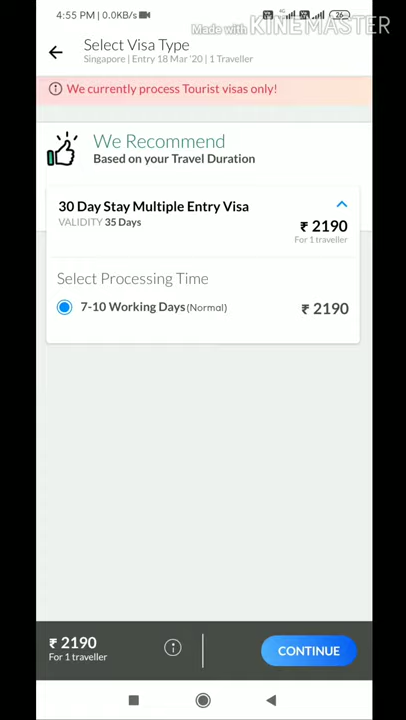 4:55 PM | 0.0KB/s
4G
26
Made with KINEMASTER
Select Visa Type
Singapore | Entry 18 Mar'20 | 1 Traveller
We currently process Tourist visas only!
We Recommend
Based on your Travel Duration
30 Day Stay Multiple Entry Visa
VALIDITY 35 Days
₹ 2190
For 1 traveller
Select Processing Time
7-10 Working Days (Normal)
₹ 2190
₹ 2190
For 1 traveller
CONTINUE